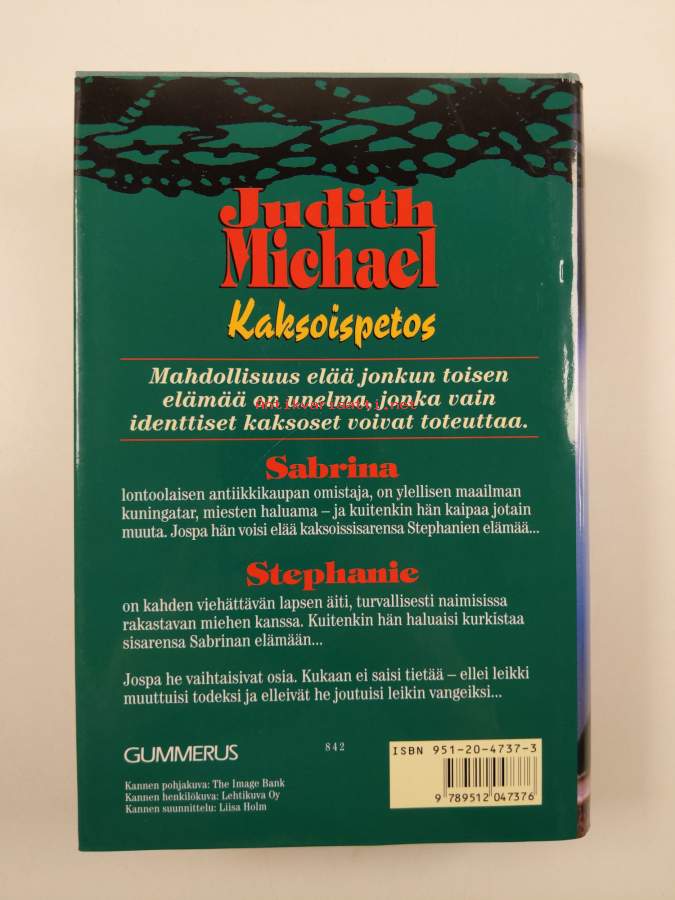 Judith
Michael
Kaksoispetos
Mahdollisuus elää jonkun toisen
elämää on unelma, jonka vain
antikvariaatti.net
identtiset kaksoset voivat toteuttaa.
Sabrina
lontoolaisen antiikkikaupan omistaja, on ylellisen maailman
kuningatar, miesten haluama – ja kuitenkin hän kaipaa jotain
muuta. Jospa hän voisi elää kaksoissisarensa Stephanien elämää...
Stephanie
on kahden viehättävän lapsen äiti, turvallisesti naimisissa
rakastavan miehen kanssa. Kuitenkin hän haluaisi kurkistaa
sisarensa Sabrinan elämään...
Jospa he vaihtaisivat osia. Kukaan ei saisi tietää – ellei leikki
muuttuisi todeksi ja elleivät he joutuisi leikin vangeiksi...
GUMMERUS
842
ISBN 951-20-4737-3
9 789512 047376
Kannen pohjakuva: The Image Bank
Kannen henkilökuva: Lehtikuva Oy
Kannen suunnittelu: Liisa Holm